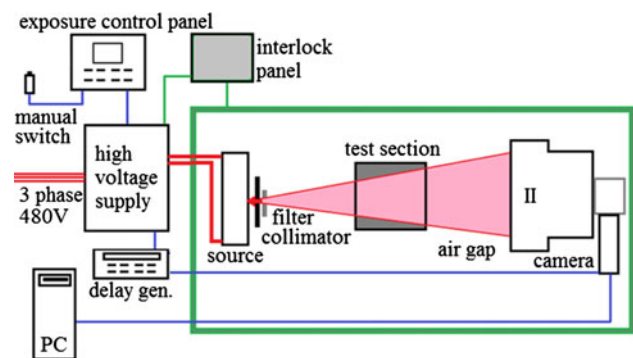 exposure control panel
interlock
panel
manual
switch
high
voltage
supply
3 phase
480V
test section
II
filter
collimator
air gap
source
camera
delay gen.
PC